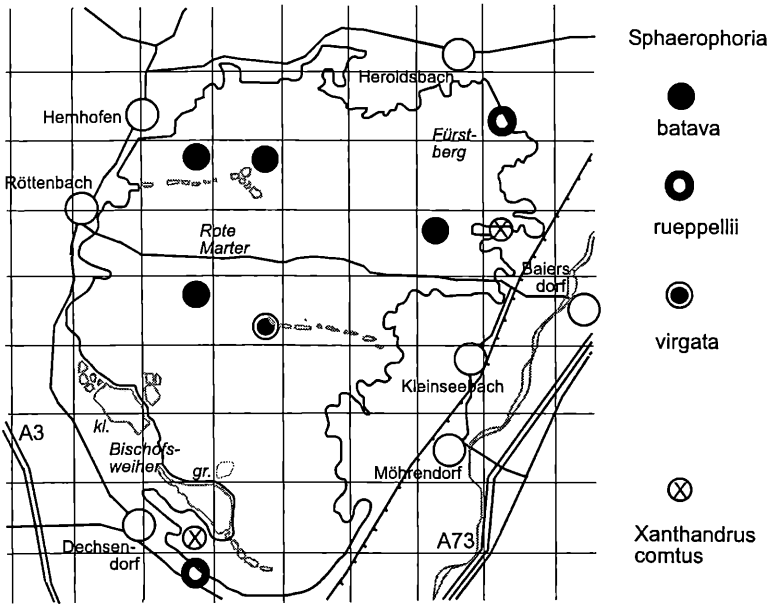 Sphaerophoria
batava
rueppellii
virgata
Xanthandrus
comtus
Heroldsbach
Hemhofen
Fürst-
berg
Röttenbach
Rote
Marter
Baiers
dorf
Kleinseebach
kl.
A3
Bischofs-
weiher
gr.
Möhrendorf
Dechsen-
dorf
A73